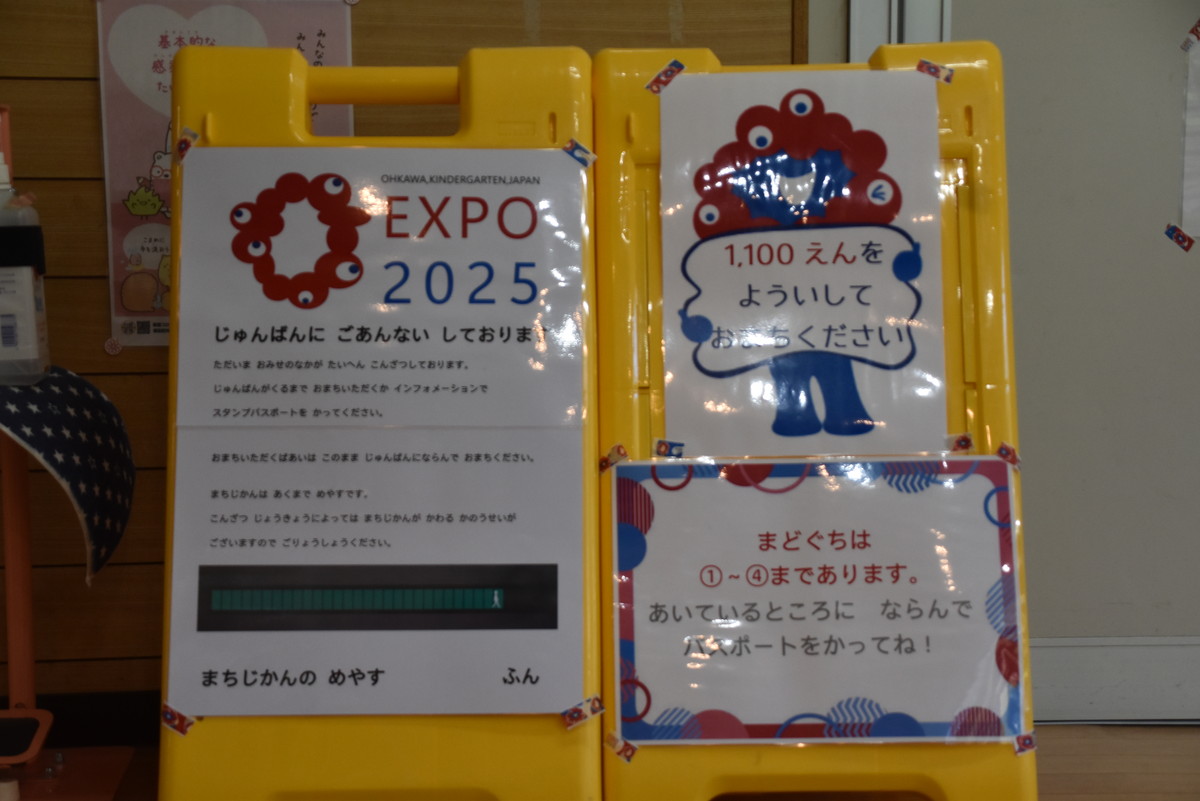 基本的な
みんなの
OHKAWA,KINDERGARTEN,JAPAN
EXPO
2025
じゅんばんに ごあんない しております
ただいま おみせのなかが たいへん こんざつしております。
じゅんばんがくるまで おまちいただくか インフォメーションで
スタンプパスポートを かってください。
おまちいただくばあいは このまま じゅんばんにならんで おまちください。
まちじかんは あくまで めやすです。
こんざつ じょうきょうによっては まちじかんが かわる かのうせいが
ございますので ごりょうしょうください。
まちじかんの めやす ふん
1,100 えんを
よういして
おまちください
まどぐちは
①~④まであります。
あいているところに ならんで
パスポートをかってね！